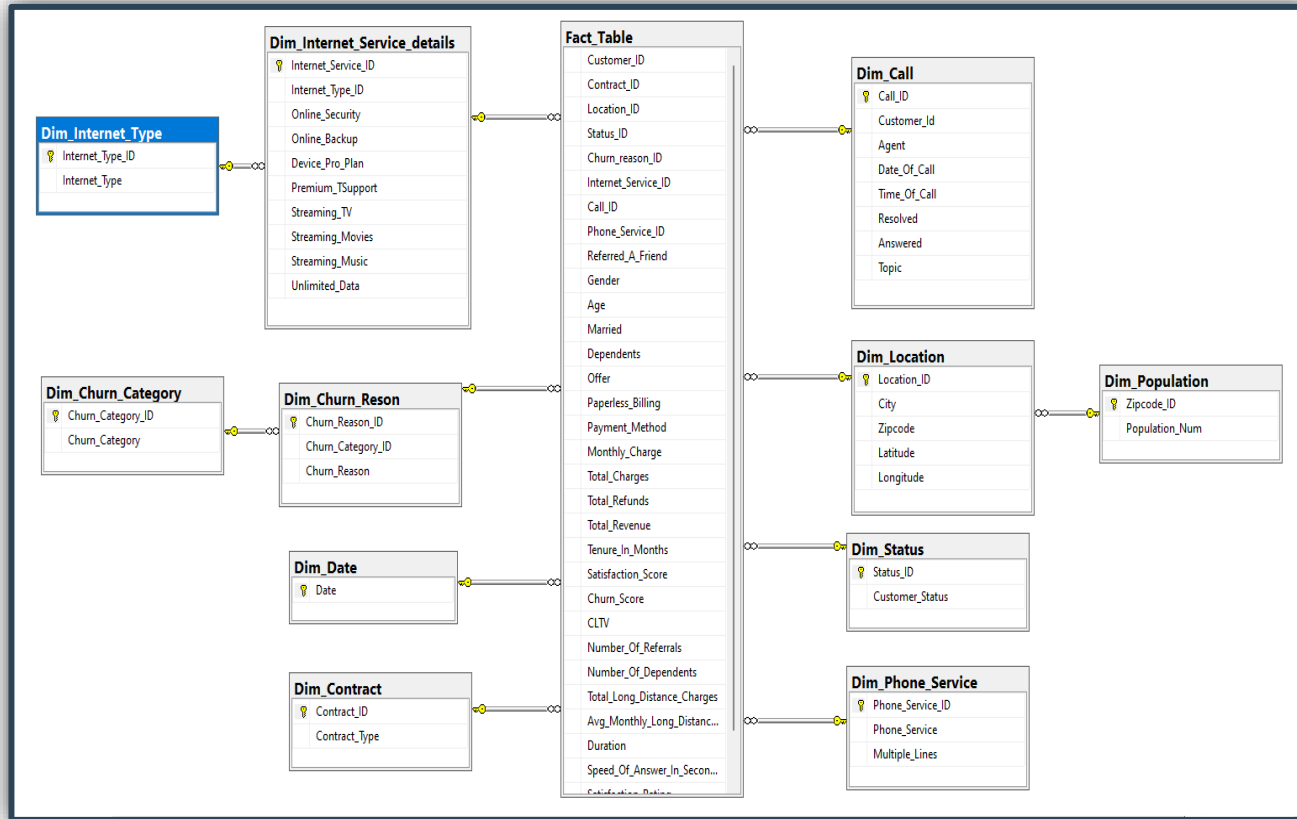 Dim_Internet_Type
Internet_Type_ID
Internet_Type
Dim_Internet_Service_details
Internet_Service_ID
Internet_Type_ID
Online_Security
Online_Backup
Device_Pro_Plan
Premium_TSupport
Streaming_TV
Streaming_Movies
Streaming_Music
Unlimited_Data
Dim_Churn_Category
Churn_Category_ID
Churn_Category
Dim_Churn_Reson
Churn_Reason_ID
Churn_Category_ID
Churn_Reason
Dim_Date
Date
Dim_Contract
Contract_ID
Contract_Type
Fact_Table
Customer_ID
Contract_ID
Location_ID
Status_ID
Churn_reason_ID
Internet_Service_ID
Call_ID
Phone_Service_ID
Referred_A_Friend
Gender
Age
Married
Dependents
Offer
Paperless_Billing
Payment_Method
Monthly_Charge
Total_Charges
Total_Refunds
Total_Revenue
Tenure_In_Months
Satisfaction_Score
Churn_Score
CLTV
Number_Of_Referrals
Number_Of_Dependents
Total_Long_Distance_Charges
Avg_Monthly_Long_Distanc...
Duration
Speed_Of_Answer_In_Secon...
Satisfaction_Rating
Dim_Call
Call_ID
Customer_Id
Agent
Date_Of_Call
Time_Of_Call
Resolved
Answered
Topic
Dim_Location
Location_ID
City
Zipcode
Latitude
Longitude
Dim_Population
Zipcode_ID
Population_Num
Dim_Status
Status_ID
Customer_Status
Dim_Phone_Service
Phone_Service_ID
Phone_Service
Multiple_Lines